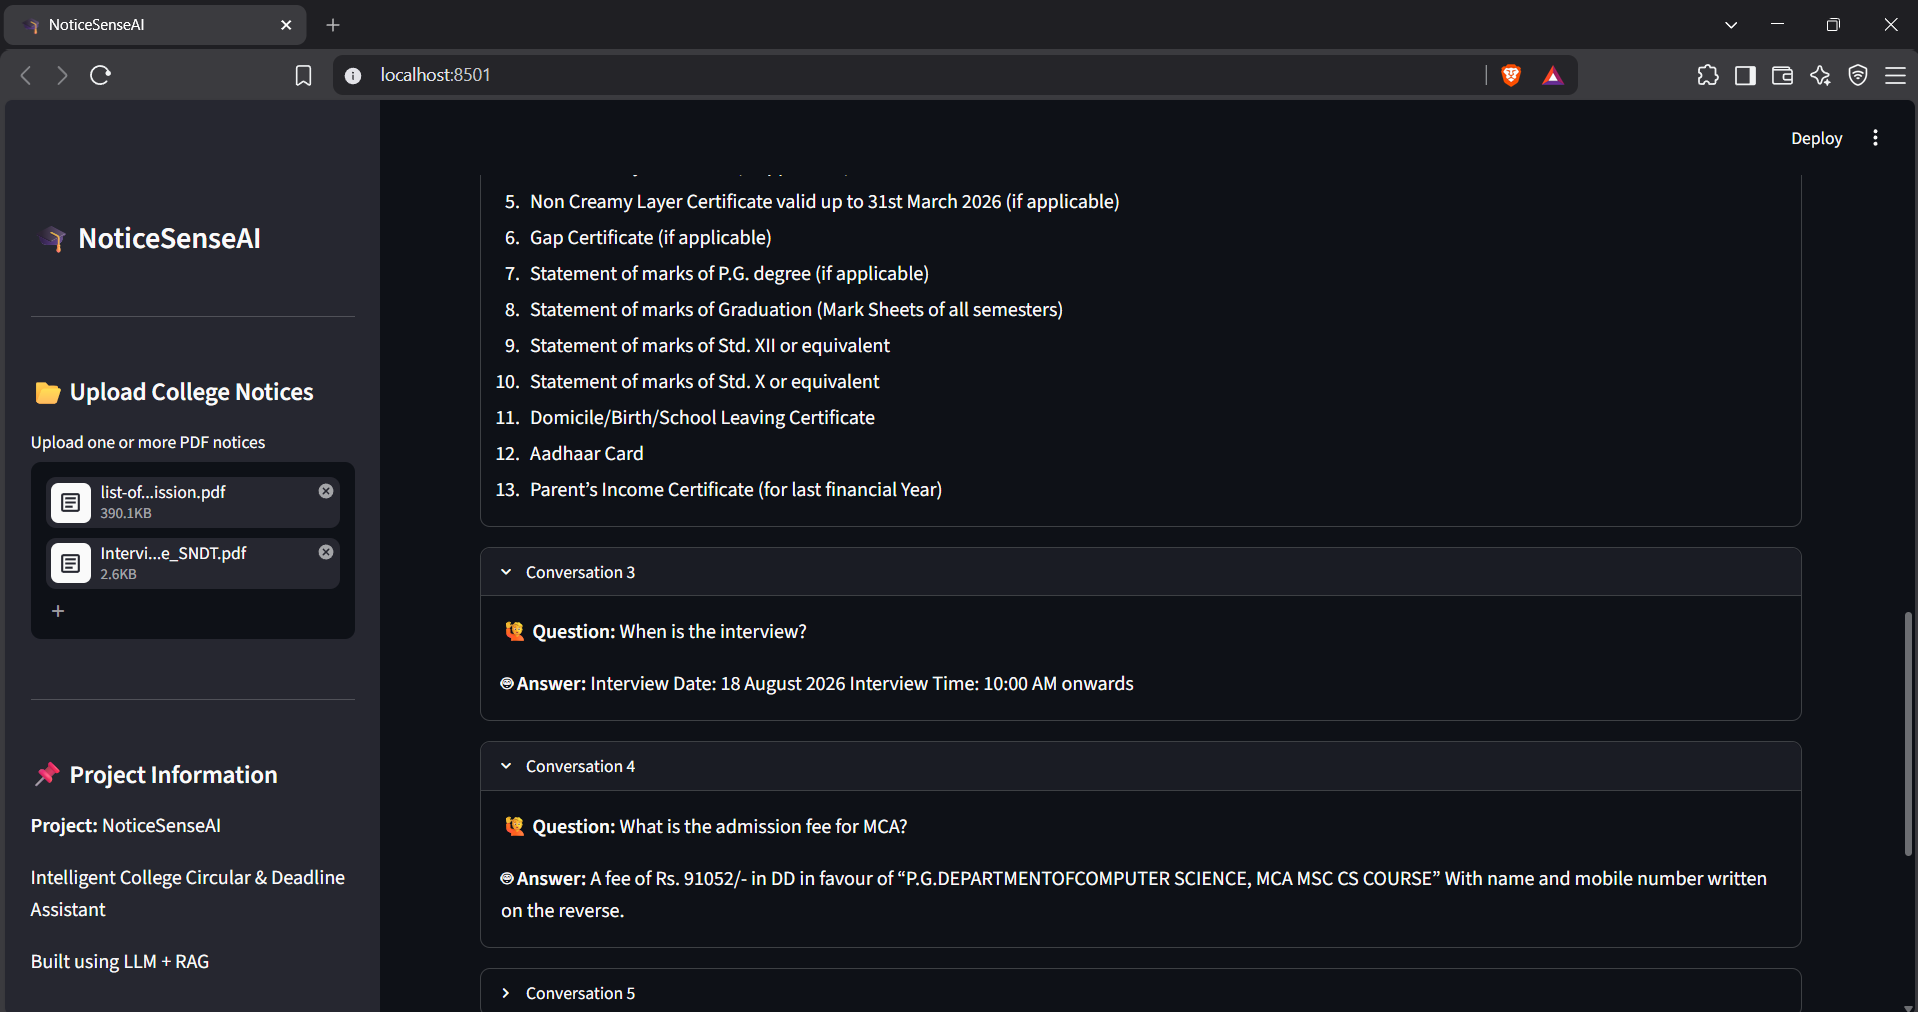 NoticeSenseAI
localhost:8501
Deploy
NoticeSenseAI
Upload College Notices
Upload one or more PDF notices
list-of...ission.pdf
390.1KB
Intervi...e_SNDT.pdf
2.6KB
Project Information
Project: NoticeSenseAI
Intelligent College Circular & Deadline
Assistant
Built using LLM + RAG
5. Non Creamy Layer Certificate valid up to 31st March 2026 (if applicable)
6. Gap Certificate (if applicable)
7. Statement of marks of P.G. degree (if applicable)
8. Statement of marks of Graduation (Mark Sheets of all semesters)
9. Statement of marks of Std. XII or equivalent
10. Statement of marks of Std. X or equivalent
11. Domicile/Birth/School Leaving Certificate
12. Aadhaar Card
13. Parent’s Income Certificate (for last financial Year)
Conversation 3
Question: When is the interview?
Answer: Interview Date: 18 August 2026 Interview Time: 10:00 AM onwards
Conversation 4
Question: What is the admission fee for MCA?
Answer: A fee of Rs. 91052/- in DD in favour of “P.G.DEPARTMENTOFCOMPUTER SCIENCE, MCA MSC CS COURSE” With name and mobile number written
on the reverse.
Conversation 5